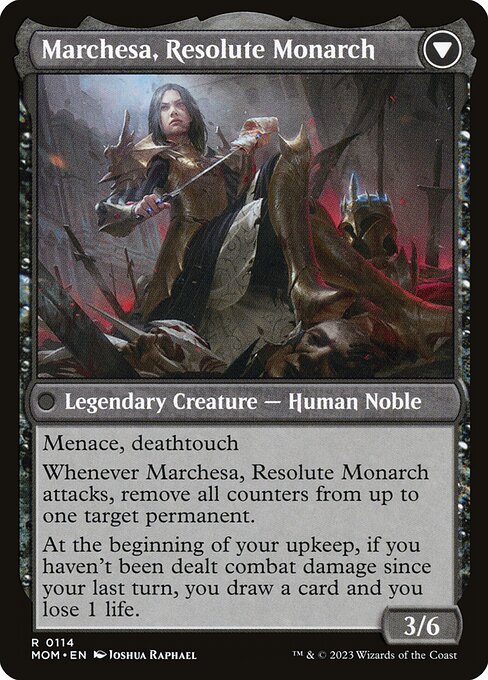 Marchesa, Resolute Monarch
Legendary Creature — Human Noble
Menace, deathtouch
Whenever Marchesa, Resolute Monarch
attacks, remove all counters from up to
one target permanent.
At the beginning of your upkeep, if you
haven't been dealt combat damage since
your last turn, you draw a card and you
lose 1 life.
3/6
R 0114
MOM • EN Joshua Raphael
™ & © 2023 Wizards of the Coast